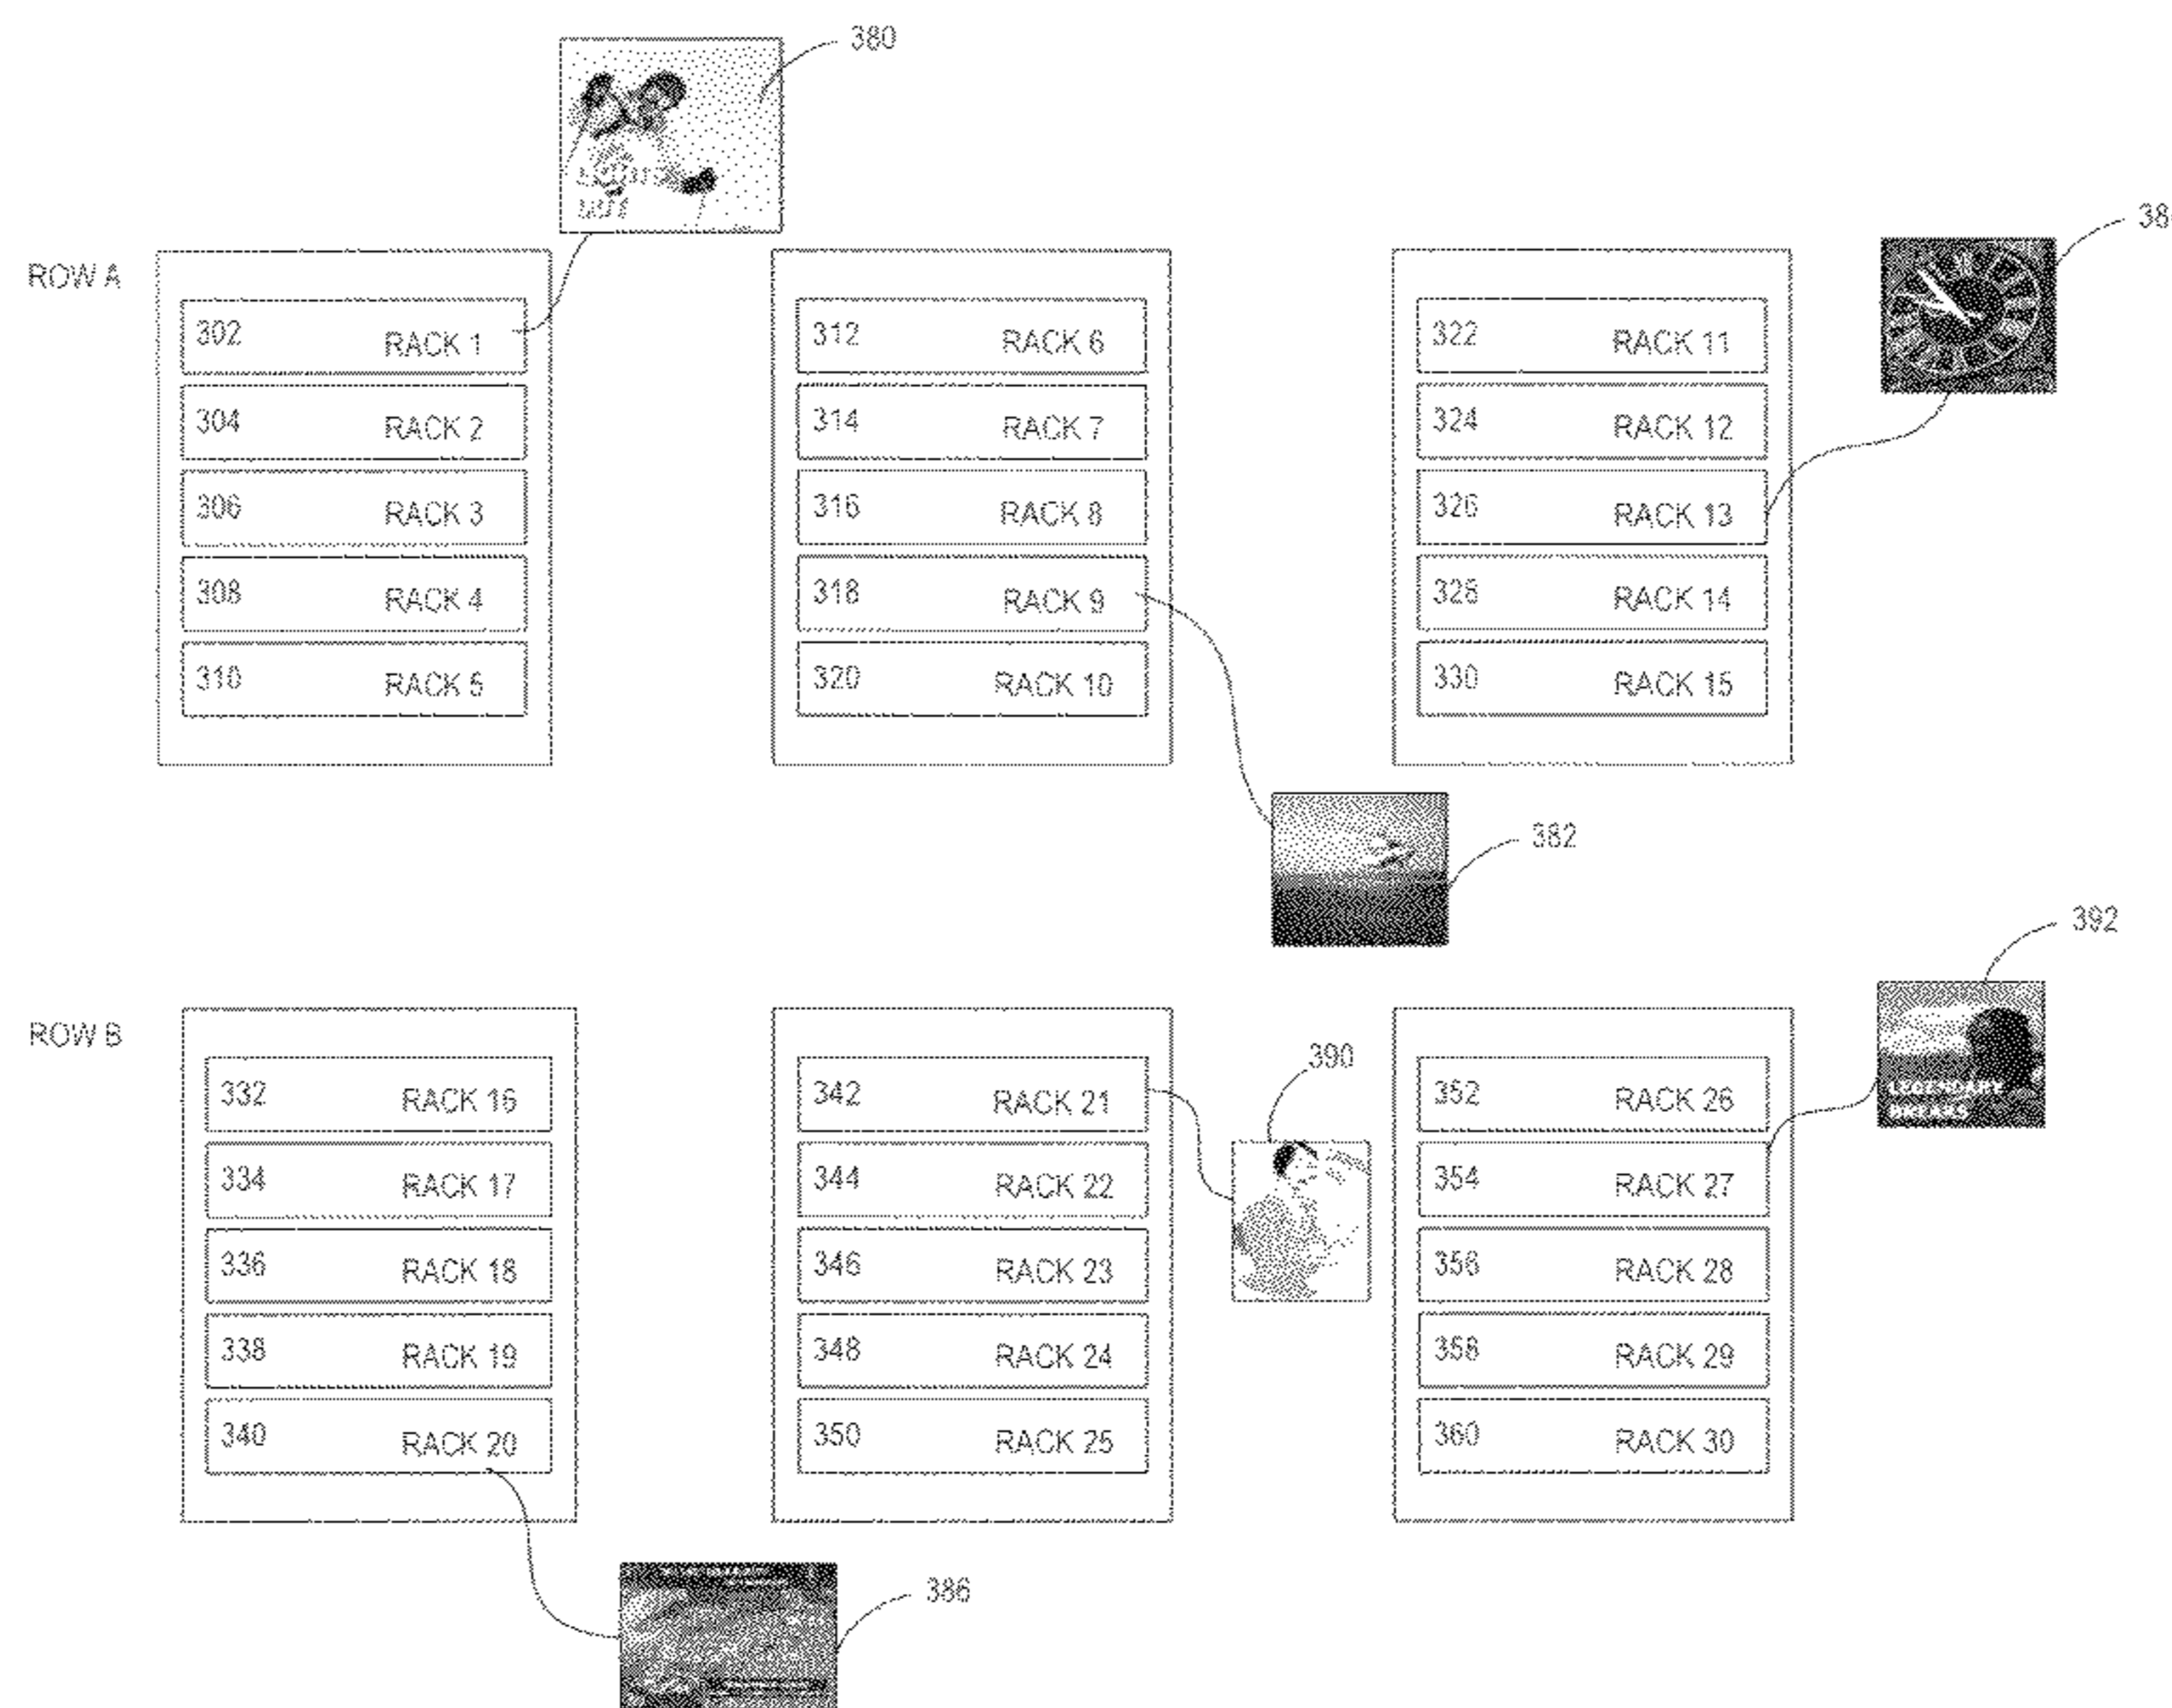 380
ROW A
302 RACK 1
304 RACK 2
306 RACK 3
308 RACK 4
310 RACK 5
312 RACK 6
314 RACK 7
316 RACK 8
318 RACK 9
320 RACK 10
322 RACK 11
324 RACK 12
326 RACK 13
328 RACK 14
330 RACK 15
382
392
ROW B
332 RACK 16
334 RACK 17
336 RACK 18
338 RACK 19
340 RACK 20
342 RACK 21
344 RACK 22
346 RACK 23
348 RACK 24
350 RACK 25
390
352 RACK 26
354 RACK 27
356 RACK 28
358 RACK 29
360 RACK 30
LEGENDARY
BREAKS
386